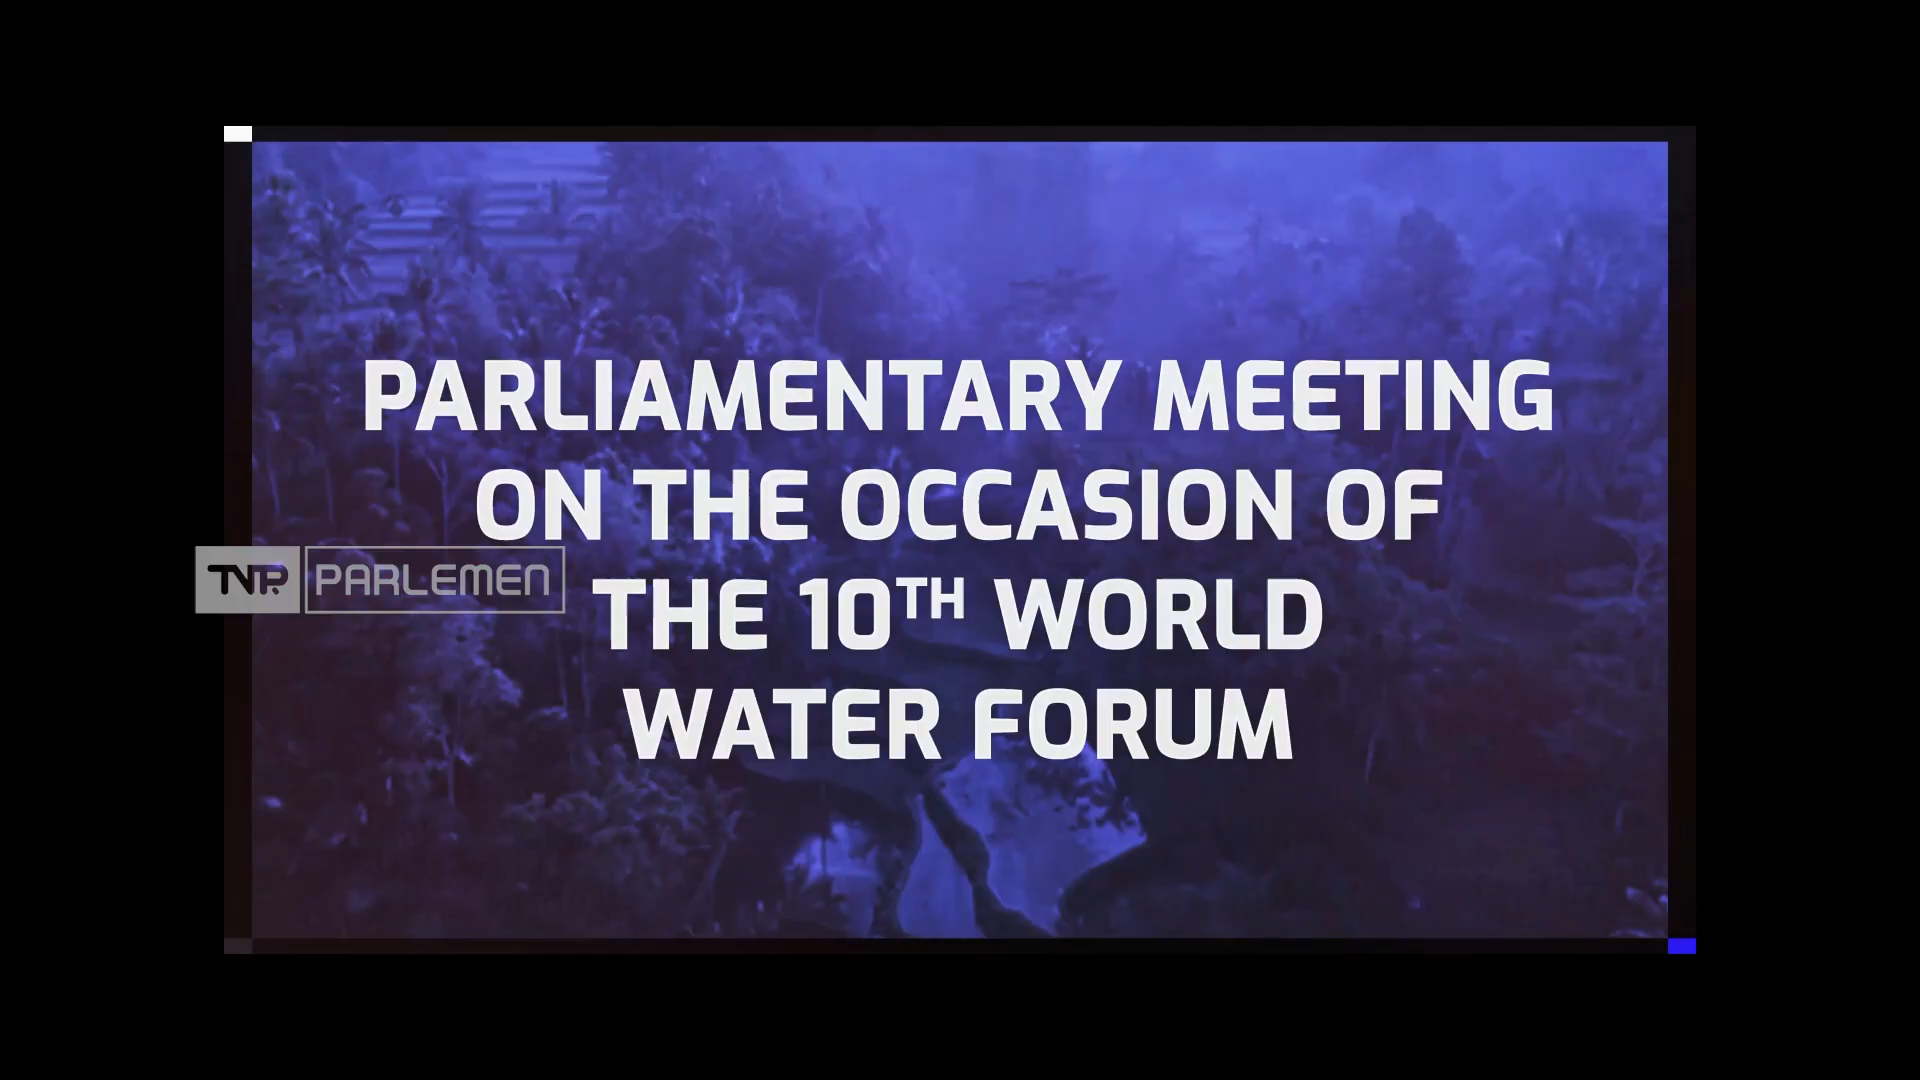 PARLIAMENTARY MEETING
ON THE OCCASION OF
THE 10TH WORLD
WATER FORUM
TVR PARLEMEN